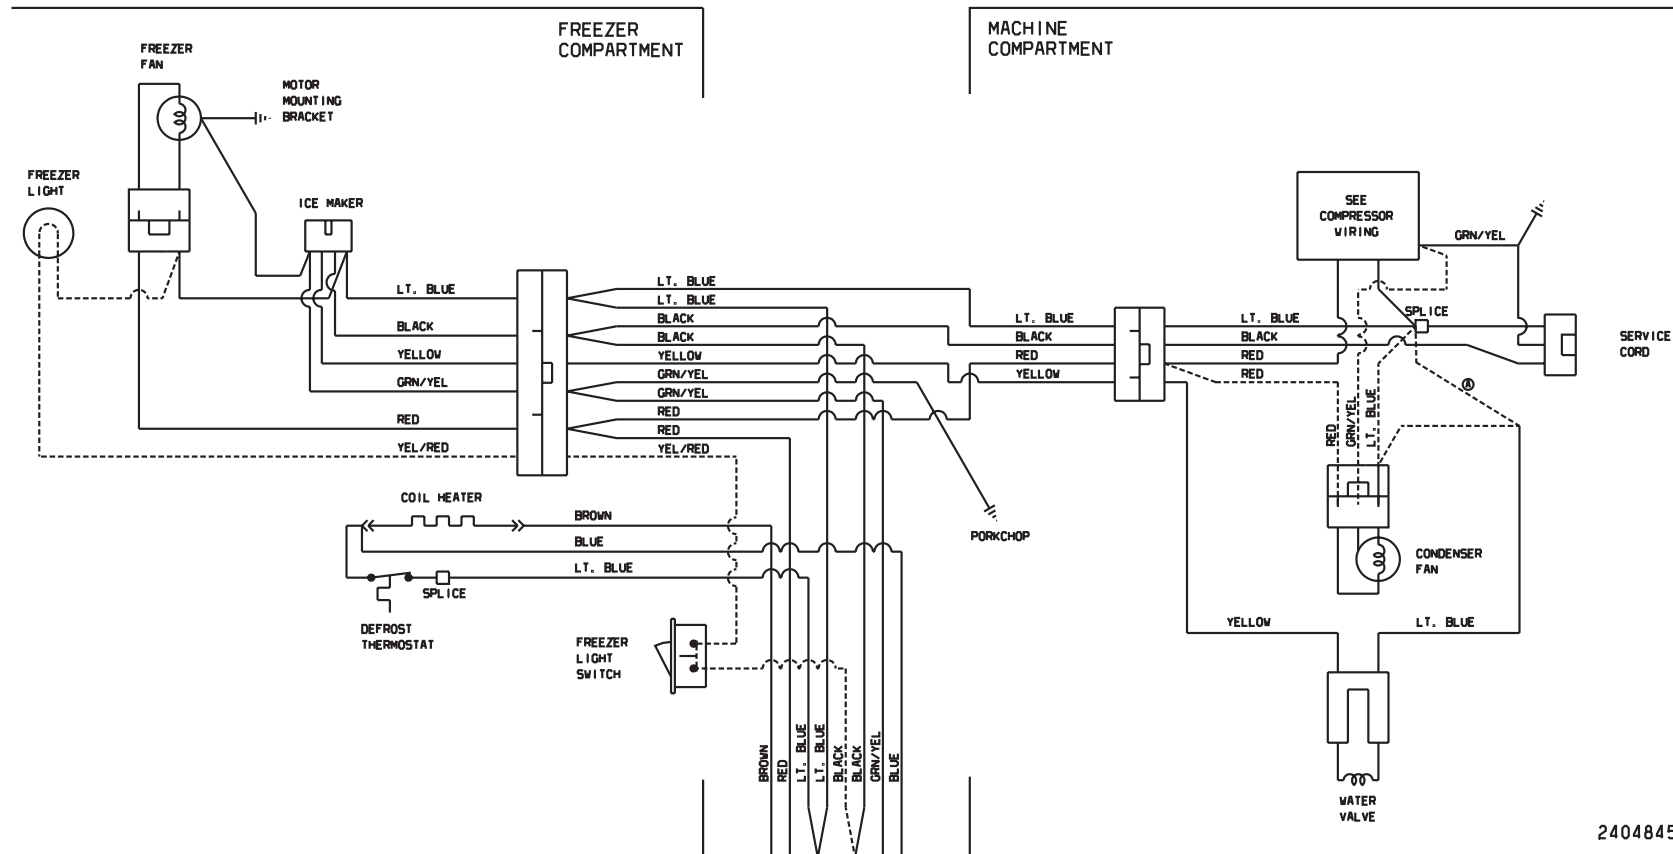 FREEZER
COMPARTMENT
MACHINE
COMPARTMENT
FREEZER
FAN
MOTOR
MOUNTING
BRACKET
FREEZER
LIGHT
ICE MAKER
LT. BLUE
BLACK
YELLOW
GRN/YEL
RED
YEL/RED
LT. BLUE
LT. BLUE
BLACK
BLACK
YELLOW
GRN/YEL
GRN/YEL
RED
RED
YEL/RED
LT. BLUE
BLACK
RED
YELLOW
LT. BLUE
BLACK
RED
RED
SEE
COMPRESSOR
WIRING
GRN/YEL
SPLICE
SERVICE
CORD
A
RED
GRN/YEL
LT. BLUE
COIL HEATER
BROWN
BLUE
LT. BLUE
SPLICE
DEFROST
THERMOSTAT
PORKCHOP
CONDENSER
FAN
FREEZER
LIGHT
SWITCH
YELLOW
LT. BLUE
BROWN
RED
LT. BLUE
LT. BLUE
BLACK
BLACK
GRN/YEL
BLUE
WATER
VALVE
2404845